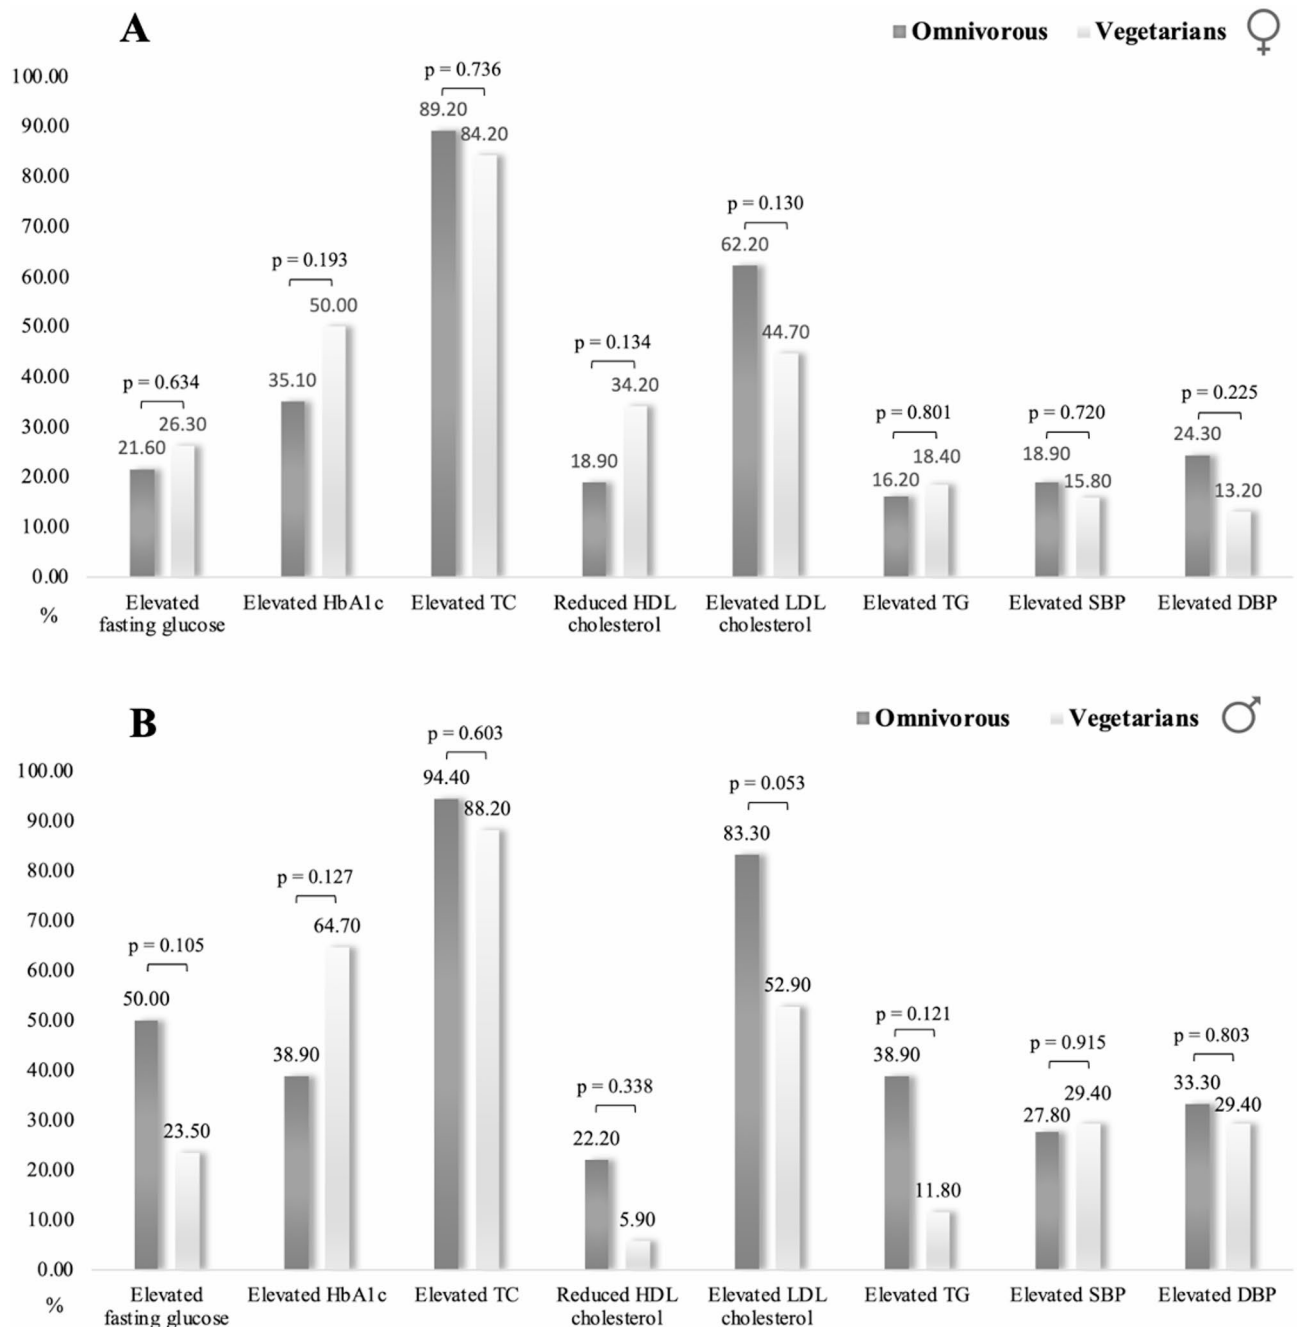 A
Omnivorous Vegetarians
p = 0.736
100.00
89.20
90.00
84.20
80.00
p = 0.130
70.00
62.20
p = 0.193
60.00
50.00
50.00
44.70
p = 0.134
p = 0.634
40.00
35.10
34.20
p = 0.801
p = 0.720
p = 0.225
30.00
21.60
26.30
18.90
16.20
18.40
18.90
15.80
24.30
13.20
20.00
10.00
0.00
%
Elevated fasting glucose
Elevated HbA1c
Elevated TC
Reduced HDL cholesterol
Elevated LDL cholesterol
Elevated TG
Elevated SBP
Elevated DBP
B
Omnivorous Vegetarians
p = 0.603
100.00
94.40
88.20
p = 0.053
90.00
83.30
80.00
p = 0.127
70.00
64.70
p = 0.105
60.00
50.00
52.90
50.00
p = 0.121
38.90
38.90
40.00
p = 0.338
p = 0.915
p = 0.803
30.00
23.50
22.20
27.80
29.40
33.30
29.40
20.00
5.90
11.80
10.00
0.00
%
Elevated fasting glucose
Elevated HbA1c
Elevated TC
Reduced HDL cholesterol
Elevated LDL cholesterol
Elevated TG
Elevated SBP
Elevated DBP